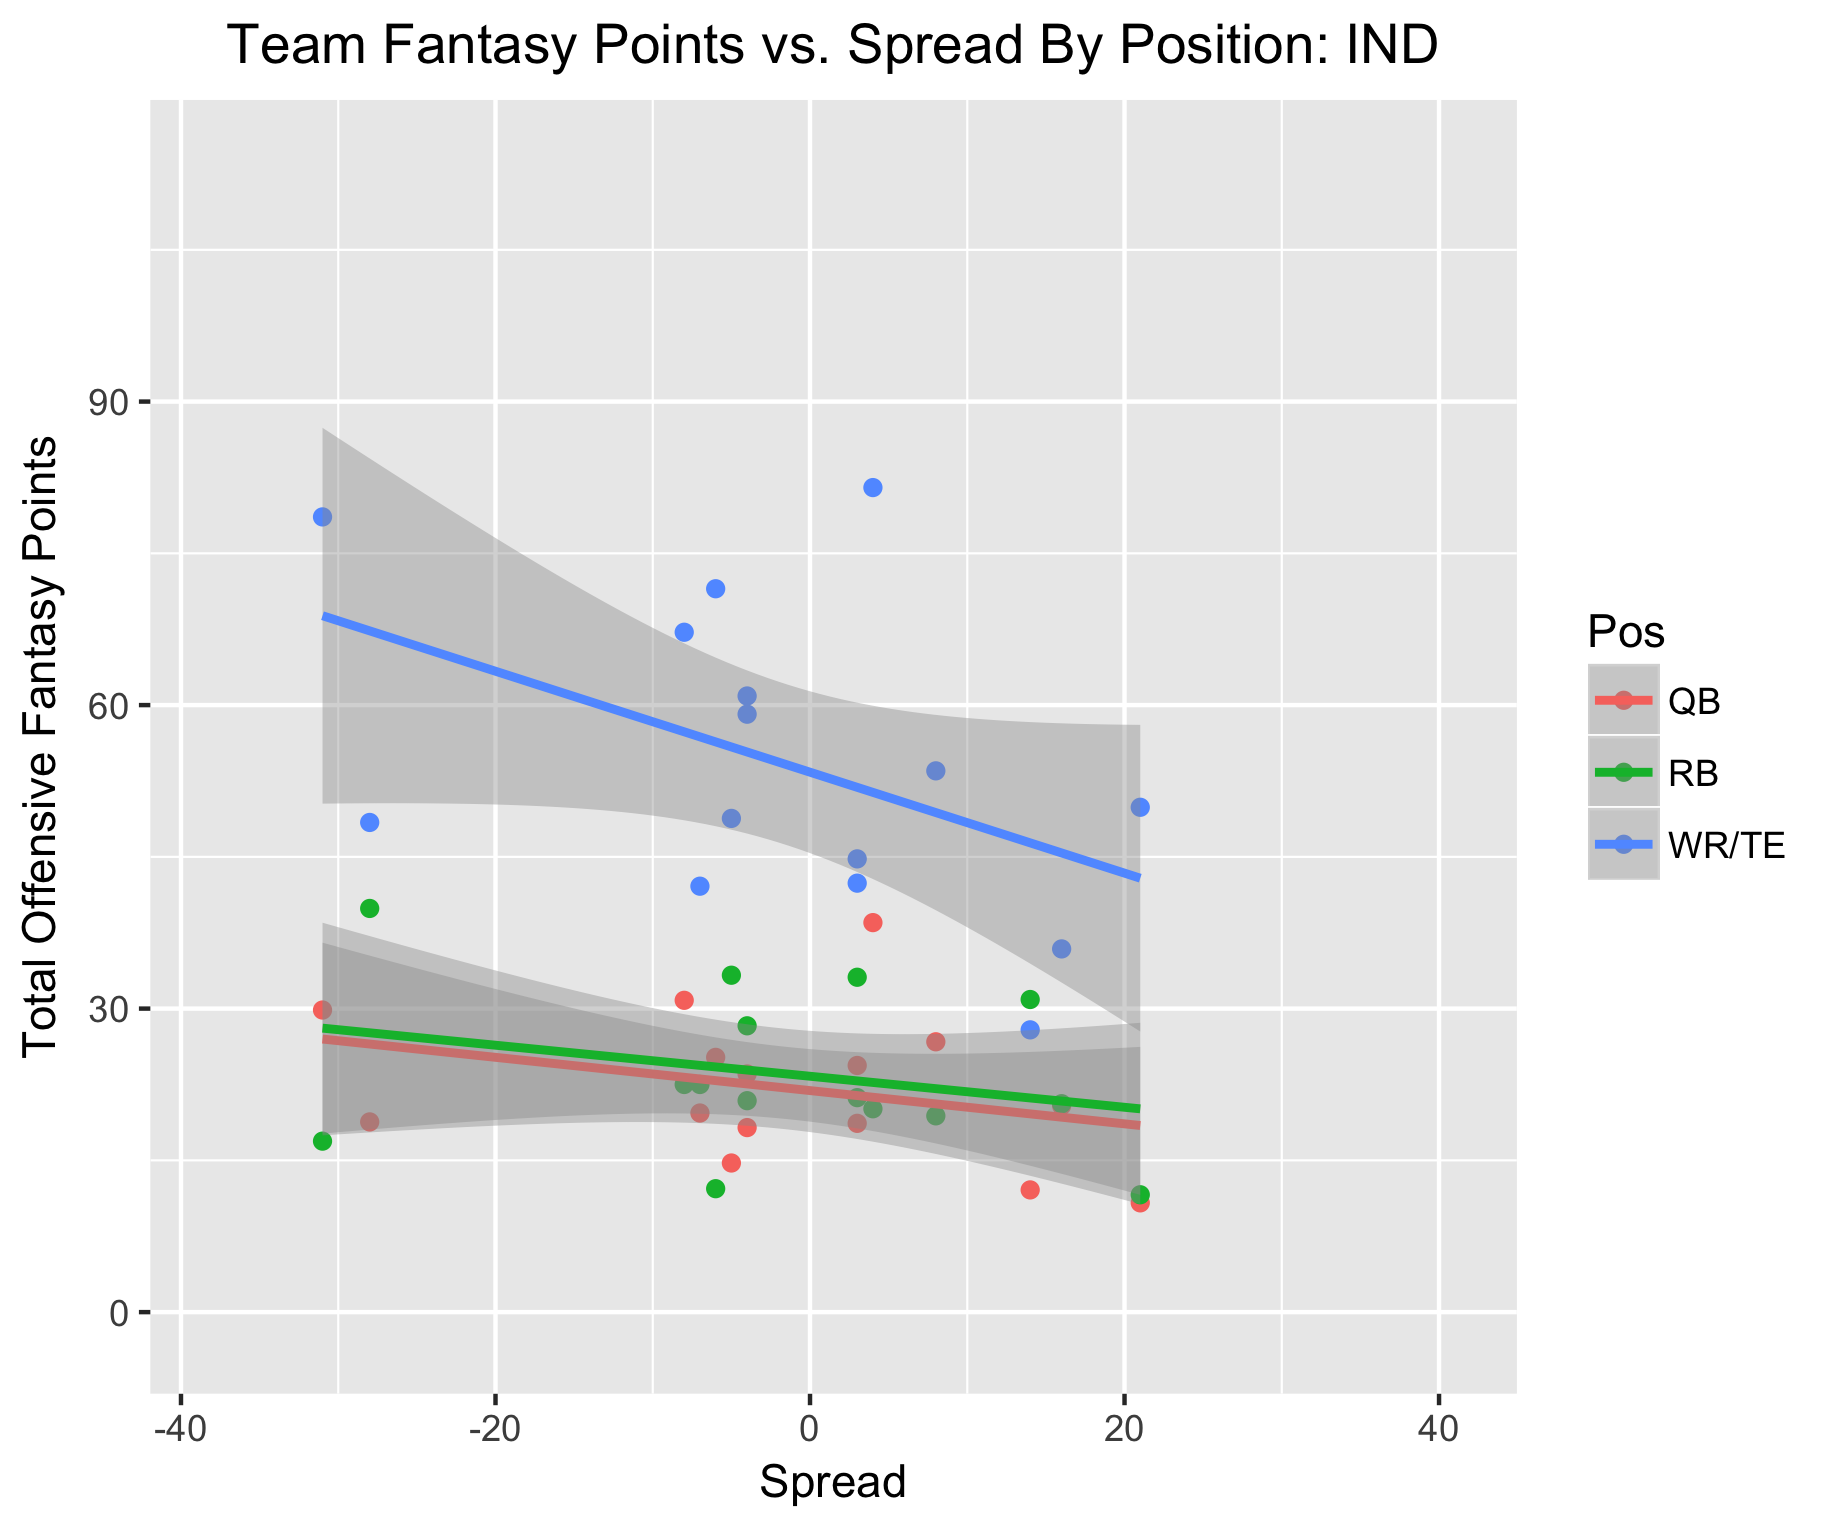 Team Fantasy Points vs. Spread By Position: IND
Total Offensive Fantasy Points
90
60
30
0
-40 -20 0 20 40
Spread
Pos
QB
RB
WR/TE